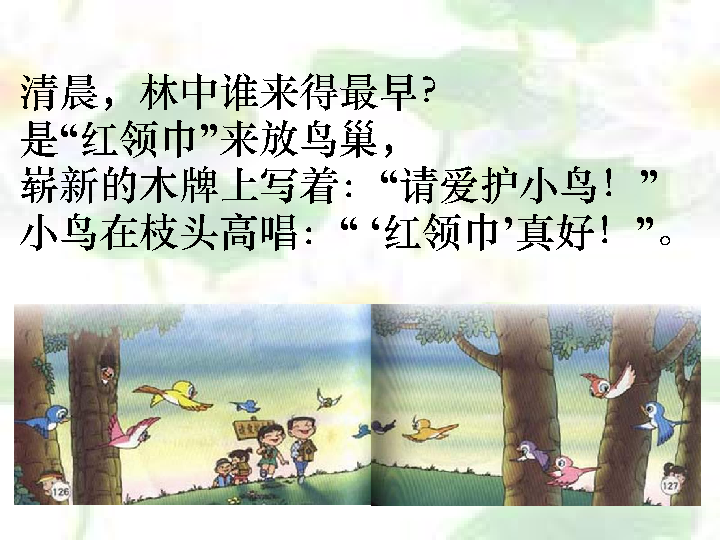 清晨，林中谁来得最早？
是“红领巾”来放鸟巢，
崭新的木牌上写着：“请爱护小鸟！”
小鸟在枝头高唱：“ ‘红领巾’真好！”。
126
127